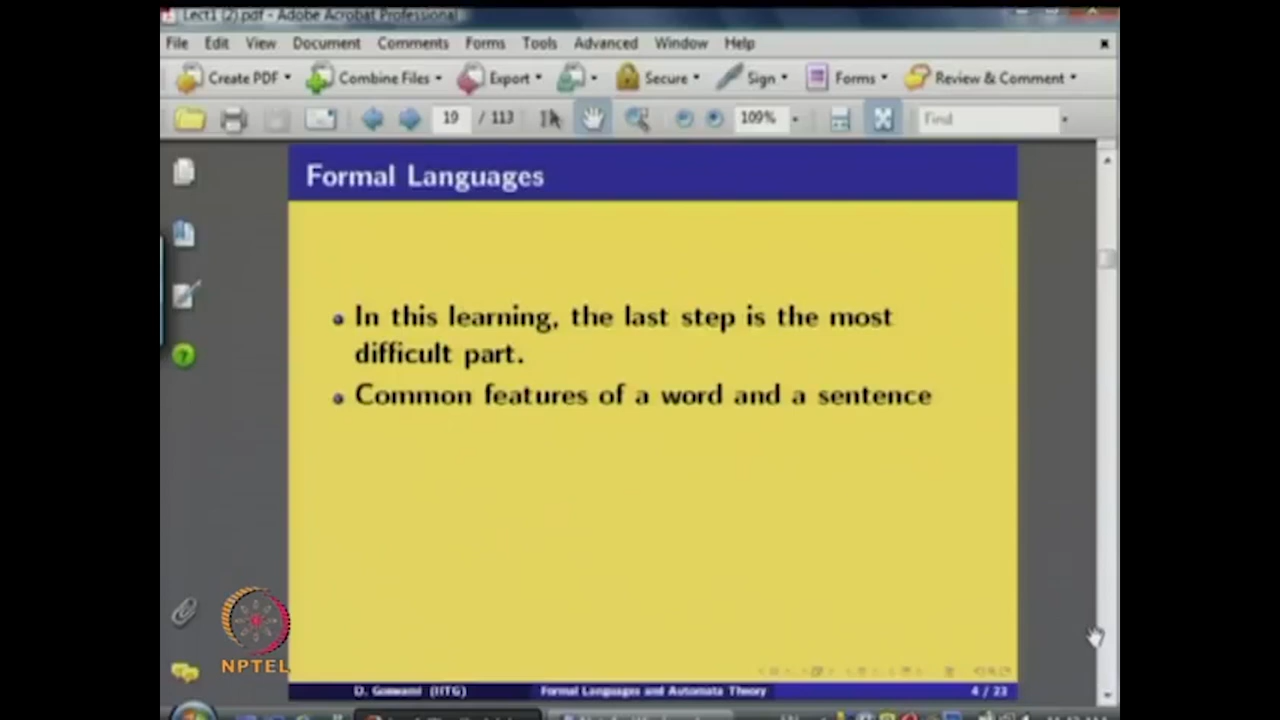 Lect1 (2).pdf - Adobe Acrobat Professional
File Edit View Document Comments Forms Tools Advanced Window Help
Create PDF Combine Files Export Secure Sign Forms Review & Comment
19 / 113 109% Find
Formal Languages
In this learning, the last step is the most
difficult part.
Common features of a word and a sentence
NPTEL
D. Goswami (IITG) Formal Languages and Automata Theory 4 / 23